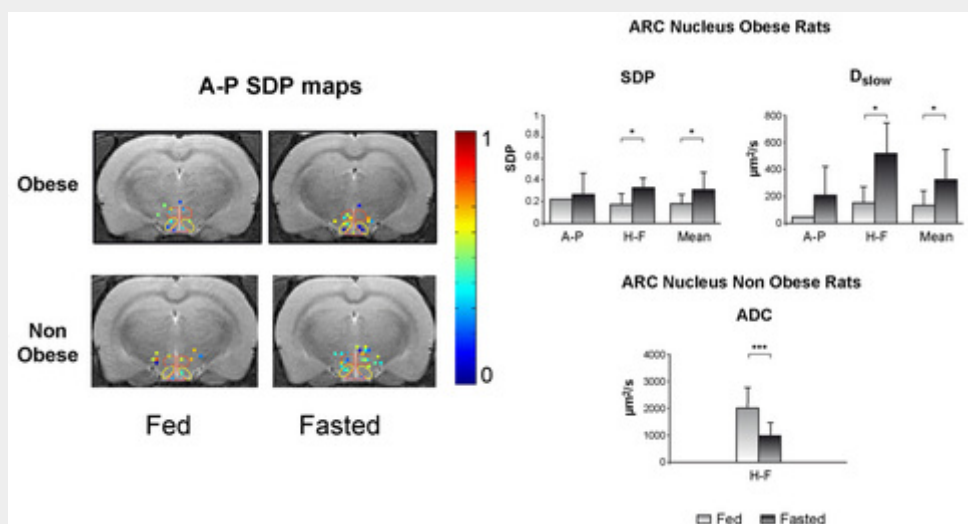 A-P SDP maps
Obese
Non
Obese
Fed
Fasted
1
0
ARC Nucleus Obese Rats
SDP
SDP
1
0.8
0.6
0.4
0.2
0
*
*
A-P
H-F
Mean
Dslow
µm²/s
800
600
400
200
0
*
*
A-P
H-F
Mean
ARC Nucleus Non Obese Rats
ADC
µm²/s
4000
3000
2000
1000
0
***
H-F
Fed
Fasted